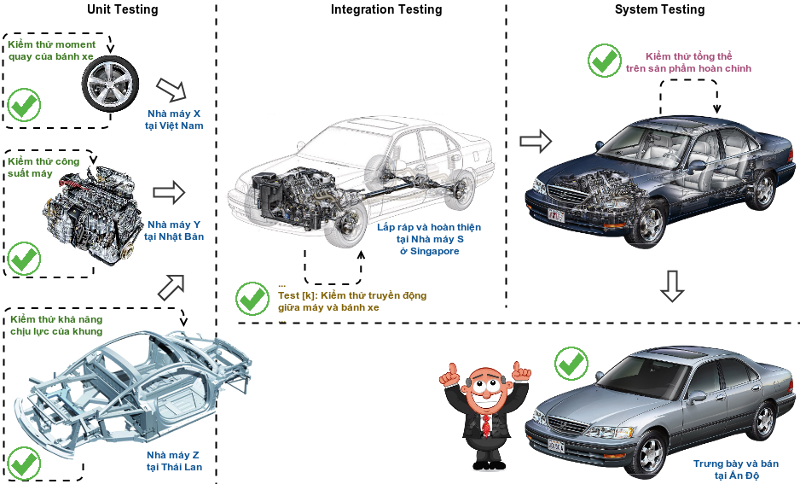 Unit Testing
Integration Testing
System Testing
Kiểm thử moment
quay của bánh xe
Nhà máy X
tại Việt Nam
Kiểm thử công
suất máy
Nhà máy Y
tại Nhật Bản
Kiểm thử khả năng
chịu lực của khung
Nhà máy Z
tại Thái Lan
Lắp ráp và hoàn thiện
tại Nhà máy S
ở Singapore
...
Test [k]: Kiểm thử truyền động
giữa máy và bánh xe
...
Kiểm thử tổng thể
trên sản phẩm hoàn chỉnh
Trưng bày và bán
tại Ấn Độ